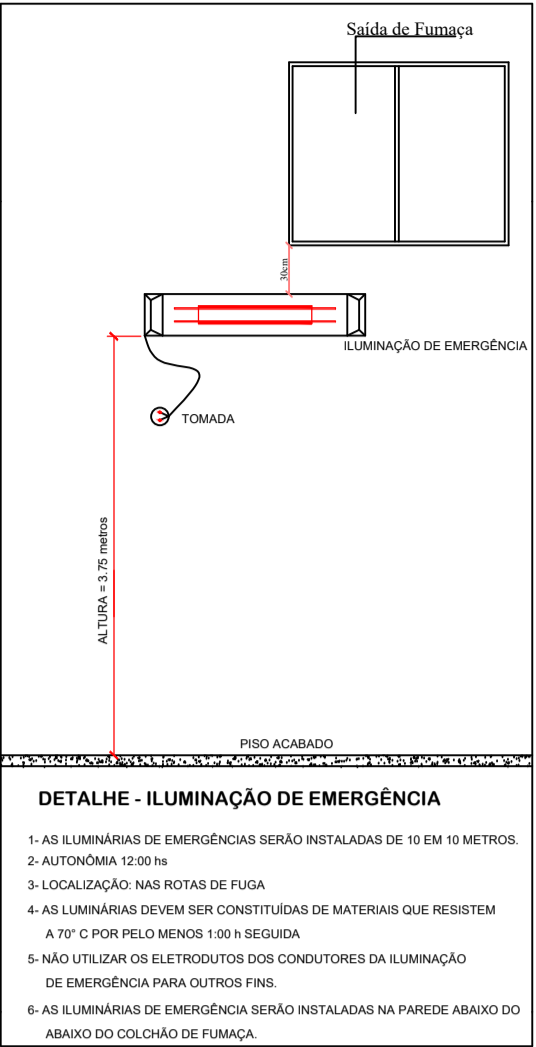 Saída de Fumaça
30cm
ILUMINAÇÃO DE EMERGÊNCIA
TOMADA
ALTURA = 3.75 metros
PISO ACABADO
DETALHE - ILUMINAÇÃO DE EMERGÊNCIA
1- AS ILUMINÁRIAS DE EMERGÊNCIAS SERÃO INSTALADAS DE 10 EM 10 METROS.
2- AUTONÔMIA 12:00 hs
3- LOCALIZAÇÃO: NAS ROTAS DE FUGA
4- AS LUMINÁRIAS DEVEM SER CONSTITUÍDAS DE MATERIAIS QUE RESISTEM
A 70° C POR PELO MENOS 1:00 h SEGUIDA
5- NÃO UTILIZAR OS ELETRODUTOS DOS CONDUTORES DA ILUMINAÇÃO
DE EMERGÊNCIA PARA OUTROS FINS.
6- AS ILUMINÁRIAS DE EMERGÊNCIA SERÃO INSTALADAS NA PAREDE ABAIXO DO
ABAIXO DO COLCHÃO DE FUMAÇA.